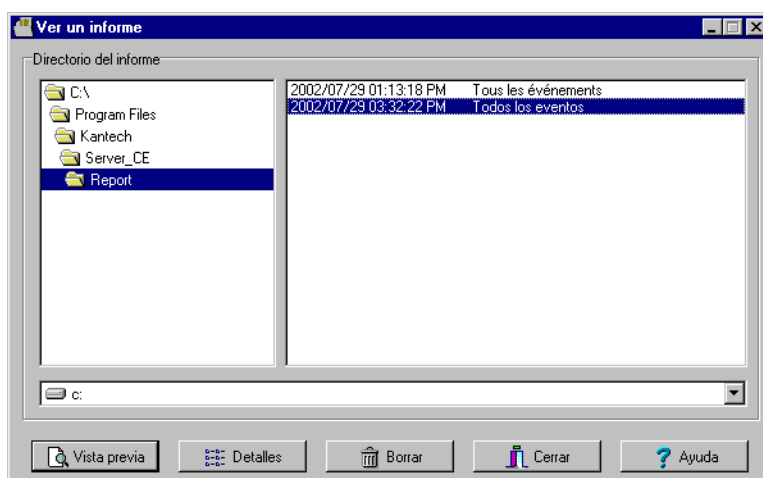 Ver un informe
Directorio del informe
C:\
Program Files
Kantech
Server_CE
Report
2002/07/29 01:13:18 PM Tous les événements
2002/07/29 03:32:22 PM Todos los eventos
c:
Vista previa Detalles Borrar Cerrar Ayuda